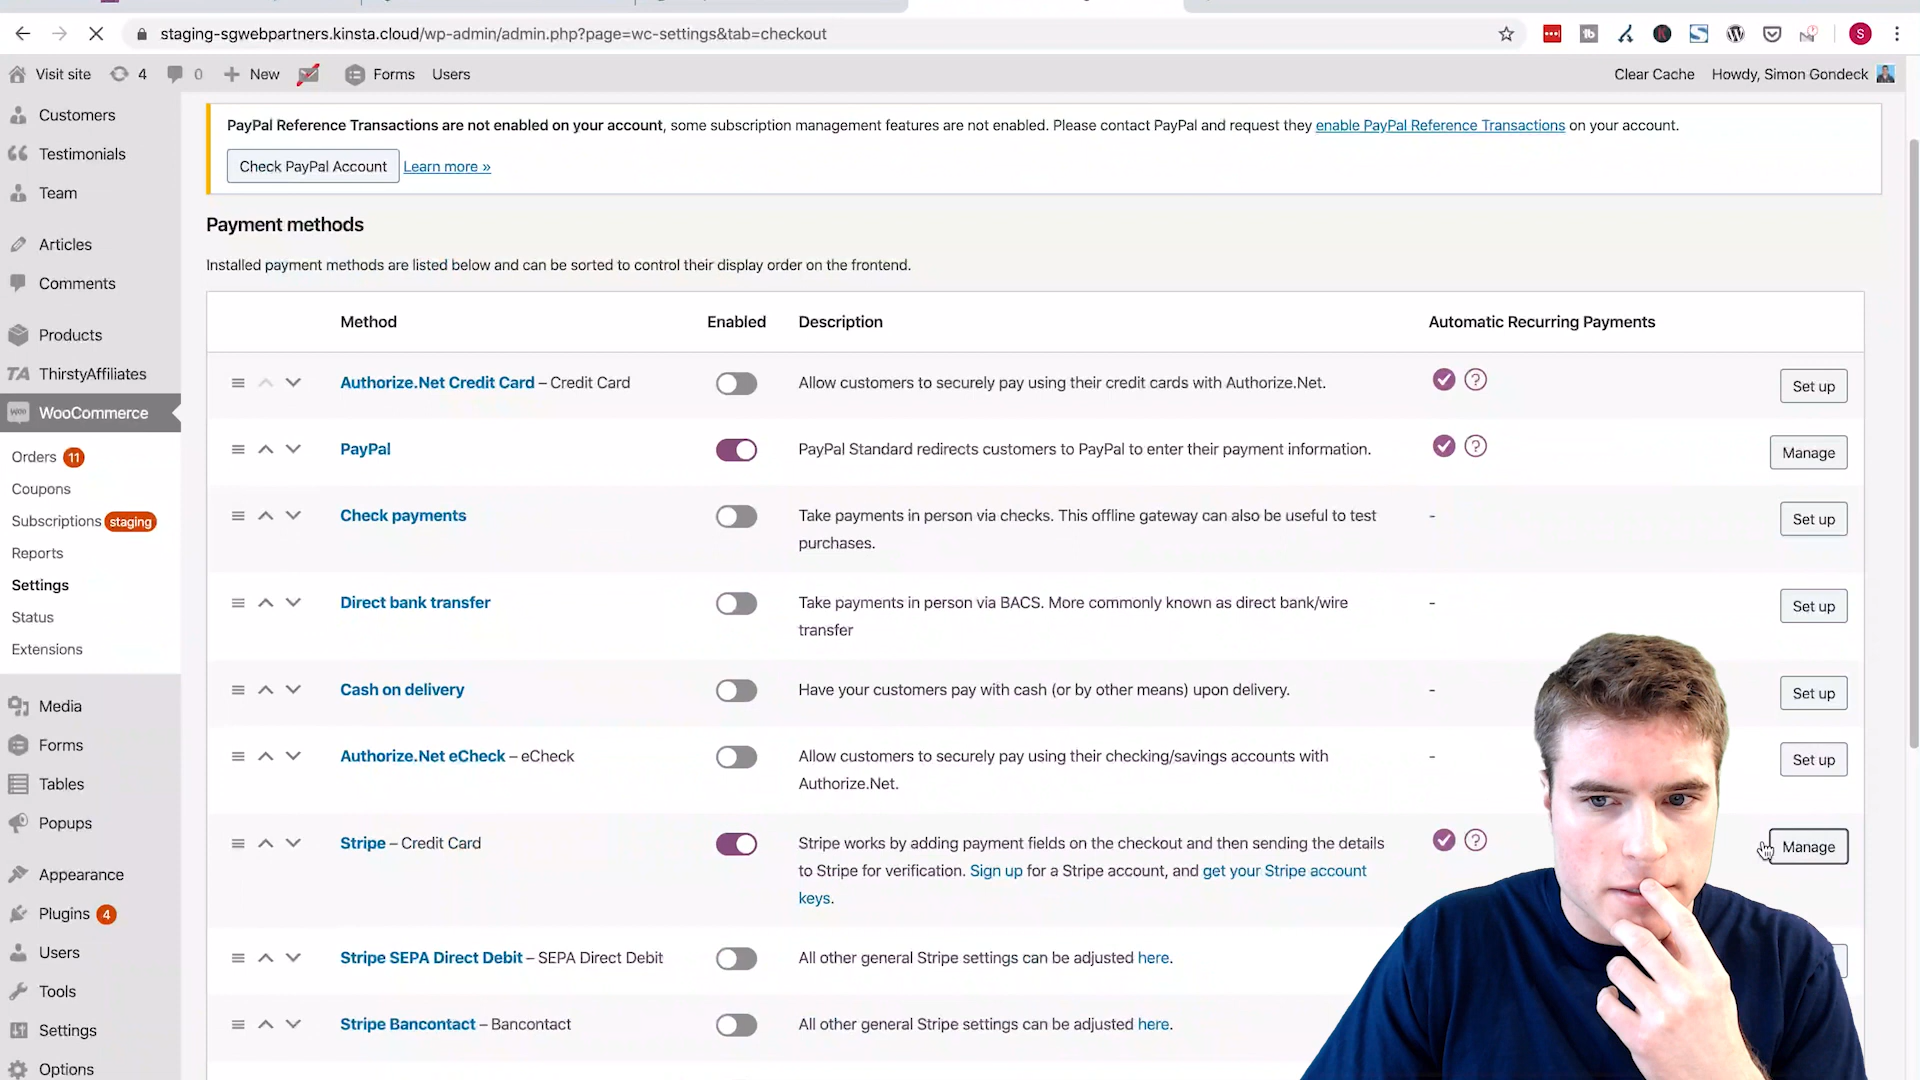 staging-sgwebpartners.kinsta.cloud/wp-admin/admin.php?page=wc-settings&tab=checkout
S
Visit site 4 0 New Forms Users Clear Cache Howdy, Simon Gondeck
Customers
Testimonials
Team
Articles
Comments
Products
TA ThirstyAffiliates
WooCommerce
Orders 11
Coupons
Subscriptions staging
Reports
Settings
Status
Extensions
Media
Forms
Tables
Popups
Appearance
Plugins 4
Users
Tools
Settings
Options
PayPal Reference Transactions are not enabled on your account, some subscription management features are not enabled. Please contact PayPal and request they enable PayPal Reference Transactions on your account.
Check PayPal Account Learn more »
Payment methods
Installed payment methods are listed below and can be sorted to control their display order on the frontend.
Method Enabled Description Automatic Recurring Payments
Authorize.Net Credit Card – Credit Card Allow customers to securely pay using their credit cards with Authorize.Net. ? Set up
PayPal PayPal Standard redirects customers to PayPal to enter their payment information. ? Manage
Check payments Take payments in person via checks. This offline gateway can also be useful to test - Set up
purchases.
Direct bank transfer Take payments in person via BACS. More commonly known as direct bank/wire - Set up
transfer
Cash on delivery Have your customers pay with cash (or by other means) upon delivery. - Set up
Authorize.Net eCheck – eCheck Allow customers to securely pay using their checking/savings accounts with - Set up
Authorize.Net.
Stripe – Credit Card Stripe works by adding payment fields on the checkout and then sending the details ? Manage
to Stripe for verification. Sign up for a Stripe account, and get your Stripe account
keys.
Stripe SEPA Direct Debit – SEPA Direct Debit All other general Stripe settings can be adjusted here.
Stripe Bancontact – Bancontact All other general Stripe settings can be adjusted here.